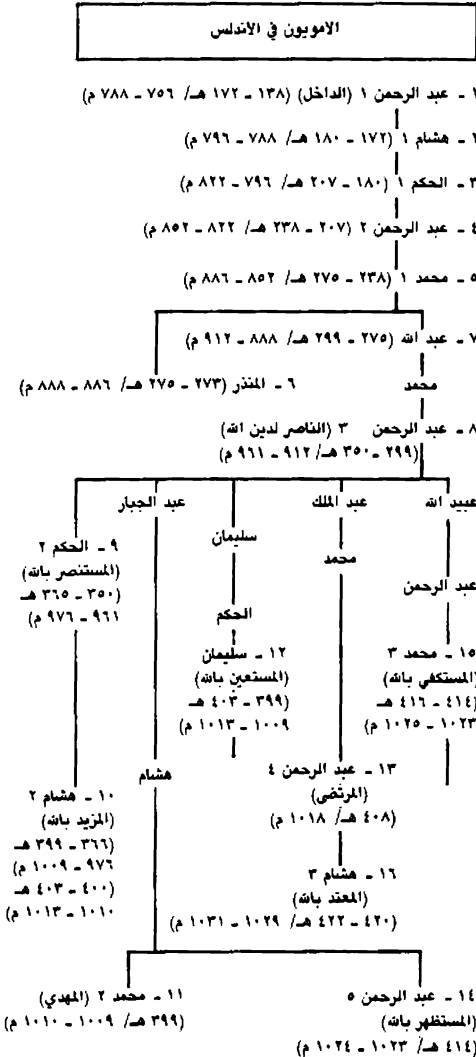 الأمويون في الأندلس
١ ـ عبد الرحمن ١ (الداخل) (١٣٨ ـ ١٧٢ هـ/ ٧٥٦ ـ ٧٨٨ م)
٢ ـ هشام ١ (١٧٢ ـ ١٨٠ هـ/ ٧٨٨ ـ ٧٩٦ م)
٣ ـ الحكم ١ (١٨٠ ـ ٢٠٧ هـ/ ٧٩٦ ـ ٨٢٢ م)
٤ ـ عبد الرحمن ٢ (٢٠٧ ـ ٢٣٨ هـ/ ٨٢٢ ـ ٨٥٢ م)
٥ ـ محمد ١ (٢٣٨ ـ ٢٧٥ هـ/ ٨٥٢ ـ ٨٨٦ م)
٧ ـ عبد الله (٢٧٥ ـ ٢٩٩ هـ/ ٨٨٨ ـ ٩١٢ م)
محمد
٦ ـ المنذر (٢٧٣ ـ ٢٧٥ هـ/ ٨٨٦ ـ ٨٨٨ م)
٨ ـ عبد الرحمن ٣ (الناصر لدين الله)
(٢٩٩ ـ ٣٥٠ هـ/ ٩١٢ ـ ٩٦١ م)
عبيد الله
عبد الرحمن
١٥ ـ محمد ٣
(المستكفي بالله)
(٤١٤ ـ ٤١٦ هـ
١٠٢٣ ـ ١٠٢٥ م)
عبد الملك
محمد
١٣ ـ عبد الرحمن ٤
(المرتضى)
(٤٠٨ هـ/ ١٠١٨ م)
١٦ ـ هشام ٣
(المعتد بالله)
(٤٢٠ ـ ٤٢٢ هـ/ ١٠٢٩ ـ ١٠٣١ م)
سليمان
الحكم
١٢ ـ سليمان
(المستعين بالله)
(٣٩٩ ـ ٤٠٣ هـ
١٠٠٩ ـ ١٠١٣ م)
عبد الجبار
هشام
٩ ـ الحكم ٢
(المستنصر بالله)
(٣٥٠ ـ ٣٦٥ هـ
٩٦١ ـ ٩٧٦ م)
١٠ ـ هشام ٢
(المزيد بالله)
(٣٦٦ ـ ٣٩٩ هـ
٩٧٦ ـ ١٠٠٩ م)
(٤٠٠ ـ ٤٠٣ هـ
١٠١٠ ـ ١٠١٣ م)
١٤ ـ عبد الرحمن ٥
(المستظهر بالله)
(٤١٤ هـ/ ١٠٢٣ ـ ١٠٢٤ م)
١١ ـ محمد ٢ (المهدي)
(٣٩٩ هـ/ ١٠٠٩ ـ ١٠١٠ م)